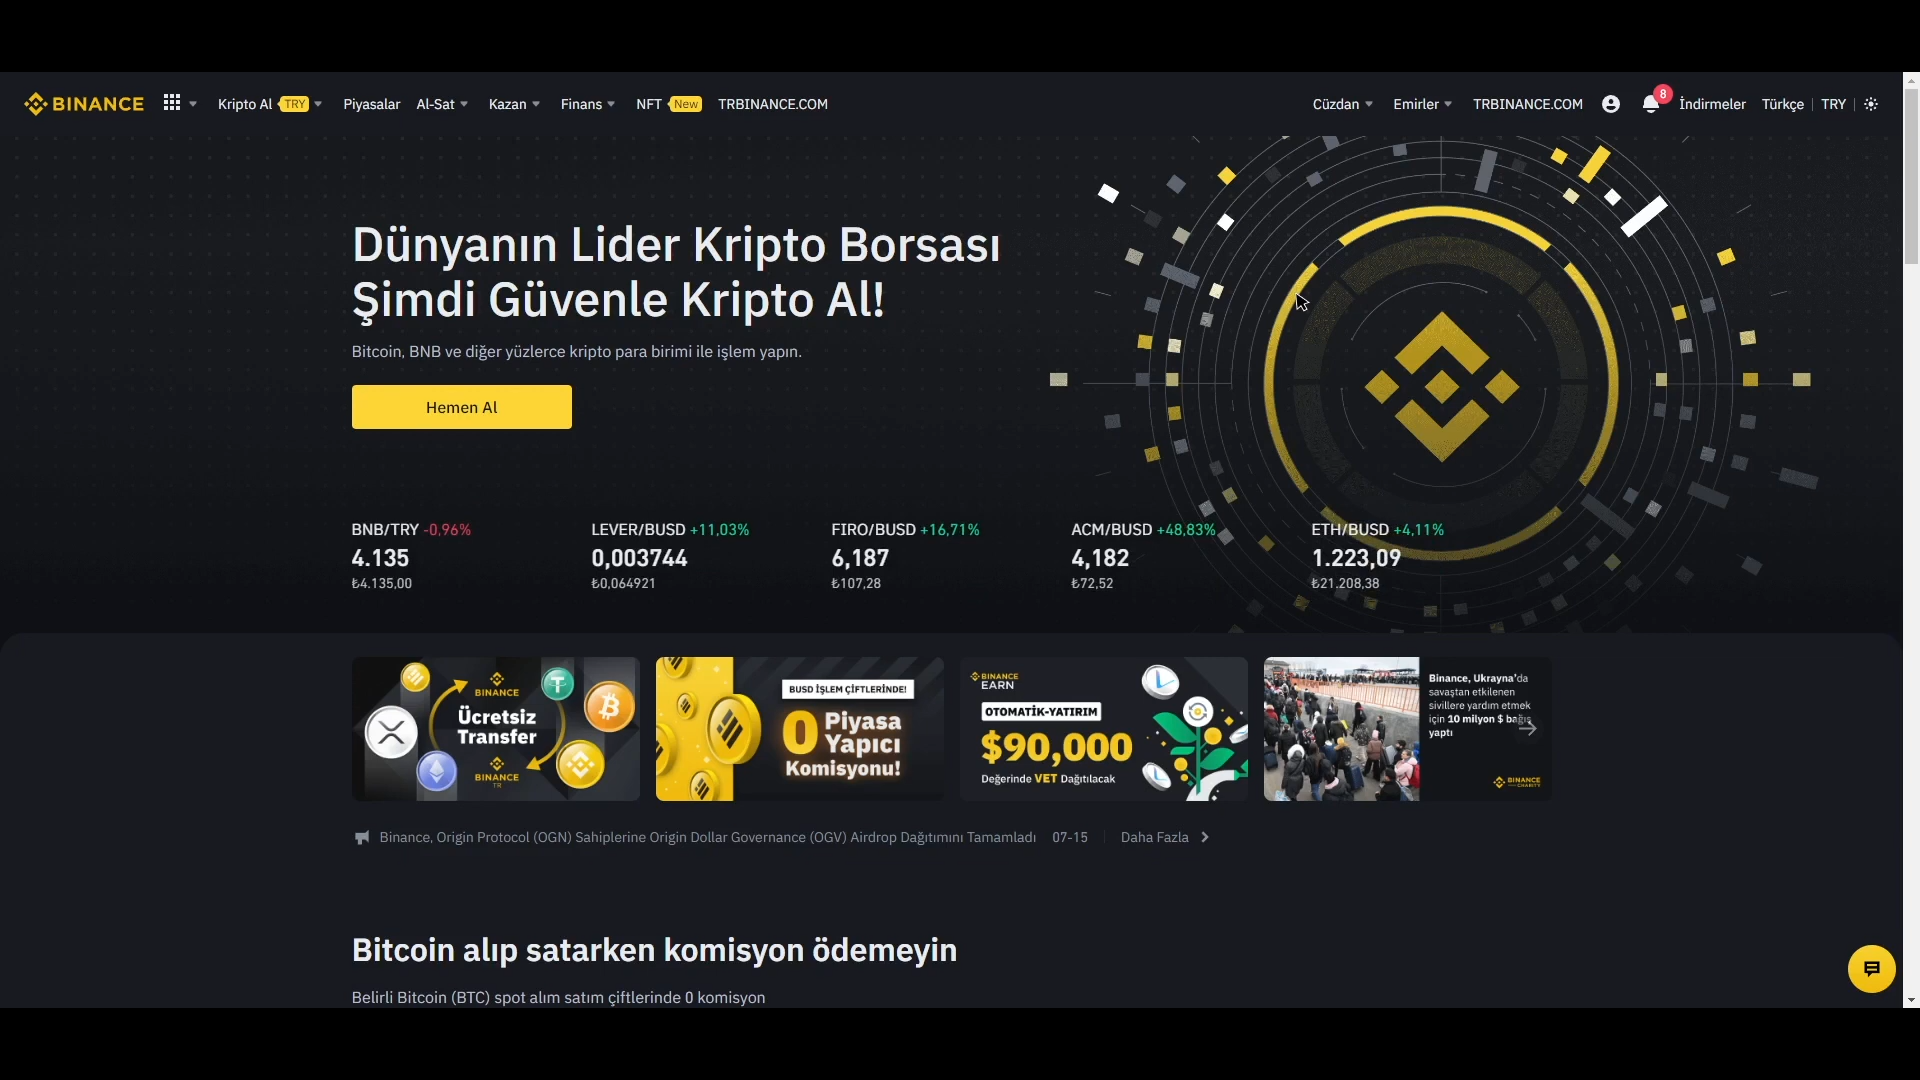 BINANCE
Kripto Al TRY
Piyasalar
Al-Sat
Kazan
Finans
NFT New
TRBINANCE.COM
Cüzdan
Emirler
TRBINANCE.COM
8
İndirmeler
Türkçe
TRY
Dünyanın Lider Kripto Borsası
Şimdi Güvenle Kripto Al!
Bitcoin, BNB ve diğer yüzlerce kripto para birimi ile işlem yapın.
Hemen Al
BNB/TRY -0,96%
4.135
₺4.135,00
LEVER/BUSD +11,03%
0,003744
₺0,064921
FIRO/BUSD +16,71%
6,187
₺107,28
ACM/BUSD +48,83%
4,182
₺72,52
ETH/BUSD +4,11%
1.223,09
₺21.208,38
BINANCE
Ücretsiz
Transfer
BINANCE
TR
BUSD İŞLEM ÇİFTLERİNDE!
0 Piyasa
Yapıcı
Komisyonu!
BINANCE
EARN
OTOMATİK-YATIRIM
$90,000
Değerinde VET Dağıtılacak
Binance, Ukrayna'da
savaştan etkilenen
sivillere yardım etmek
için 10 milyon $ bağış
yaptı
BINANCE
CHARITY
Binance, Origin Protocol (OGN) Sahiplerine Origin Dollar Governance (OGV) Airdrop Dağıtımını Tamamladı 07-15
Daha Fazla
Bitcoin alıp satarken komisyon ödemeyin
Belirli Bitcoin (BTC) spot alım satım çiftlerinde 0 komisyon